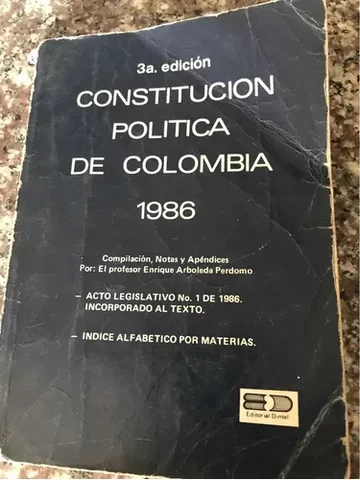 3a. edición
CONSTITUCION
POLITICA
DE COLOMBIA
1986
Compilación, Notas y Apéndices
Por: El profesor Enrique Arboleda Perdomo
— ACTO LEGISLATIVO No. 1 DE 1986.
INCORPORADO AL TEXTO.
— INDICE ALFABETICO POR MATERIAS.
Editorial Dintel